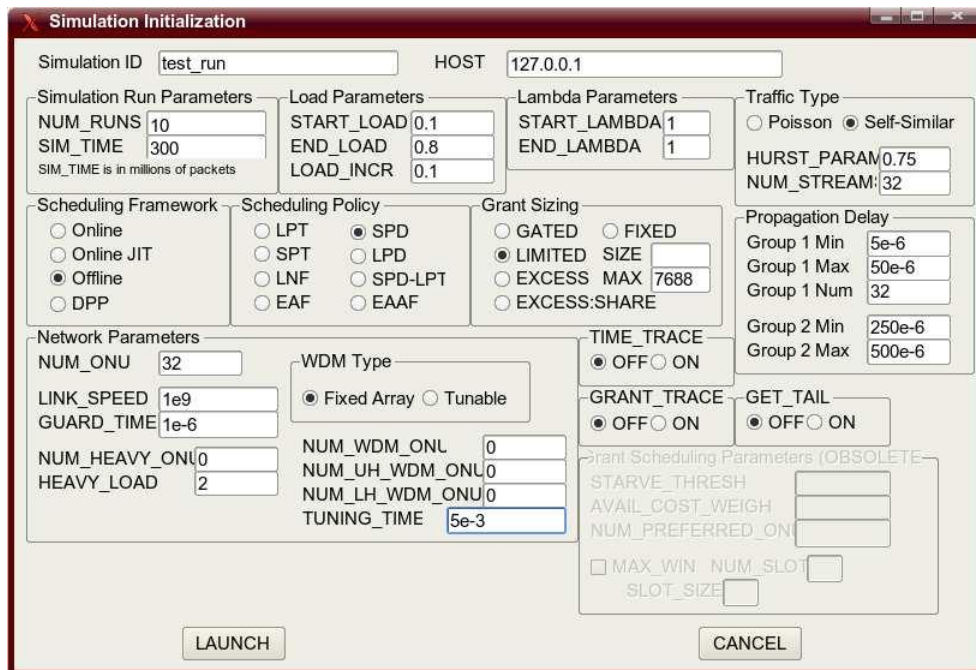 Simulation Initialization
Simulation ID test_run HOST 127.0.0.1
Simulation Run Parameters
NUM_RUNS 10
SIM_TIME 300
SIM_TIME is in millions of packets
Load Parameters
START_LOAD 0.1
END_LOAD 0.8
LOAD_INCR 0.1
Lambda Parameters
START_LAMBDA 1
END_LAMBDA 1
Traffic Type
Poisson Self-Similar
HURST_PARAM 0.75
NUM_STREAM 32
Scheduling Framework
Online
Online JIT
Offline
DPP
Scheduling Policy
LPT SPD
SPT LPD
LNF SPD-LPT
EAF EAAF
Grant Sizing
GATED FIXED
LIMITED SIZE
EXCESS MAX 7688
EXCESS:SHARE
Propagation Delay
Group 1 Min 5e-6
Group 1 Max 50e-6
Group 1 Num 32
Group 2 Min 250e-6
Group 2 Max 500e-6
Network Parameters
NUM_ONU 32
LINK_SPEED 1e9
GUARD_TIME 1e-6
NUM_HEAVY_ONU 0
HEAVY_LOAD 2
WDM Type
Fixed Array Tunable
NUM_WDM_ONU 0
NUM_UH_WDM_ONU 0
NUM_LH_WDM_ONU 0
TUNING_TIME 5e-3
TIME_TRACE
OFF ON
GRANT_TRACE
OFF ON
GET_TAIL
OFF ON
Grant Scheduling Parameters (OBSOLETE
STARVE_THRESH
AVAIL_COST_WEIGH
NUM_PREFERRED_ONU
MAX_WIN NUM_SLOT
SLOT_SIZE
LAUNCH CANCEL